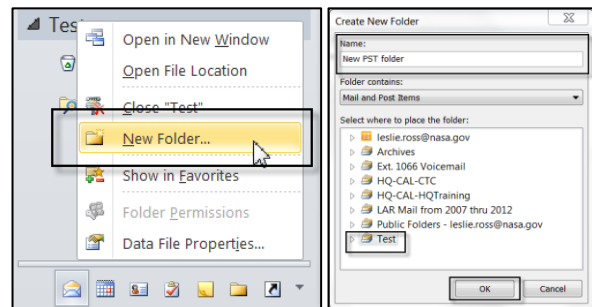 Test
Open in New Window
Open File Location
Close "Test"
New Folder...
Show in Favorites
Folder Permissions
Data File Properties...
Create New Folder
Name:
New PST folder
Folder contains:
Mail and Post Items
Select where to place the folder:
leslie.ross@nasa.gov
Archives
Ext. 1066 Voicemail
HQ-CAL-CTC
HQ-CAL-HQTraining
LAR Mail from 2007 thru 2012
Public Folders - leslie.ross@nasa.gov
Test
OK Cancel